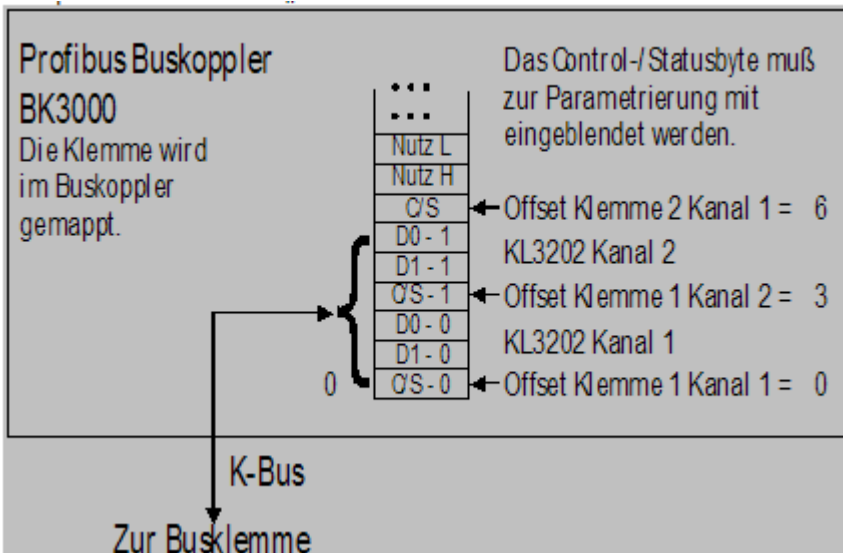 Profibus Buskoppler
BK3000
Die Klemme wird
im Buskoppler
gemappt.
Das Control-/Statusbyte muß
zur Parametrierung mit
eingeblendet werden.
Nutz L
Nutz H
C/S
Offset Klemme 2 Kanal 1 = 6
D0 - 1
KL3202 Kanal 2
D1 - 1
C/S - 1
Offset Klemme 1 Kanal 2 = 3
D0 - 0
KL3202 Kanal 1
D1 - 0
0
C/S - 0
Offset Klemme 1 Kanal 1 = 0
K-Bus
Zur Busklemme